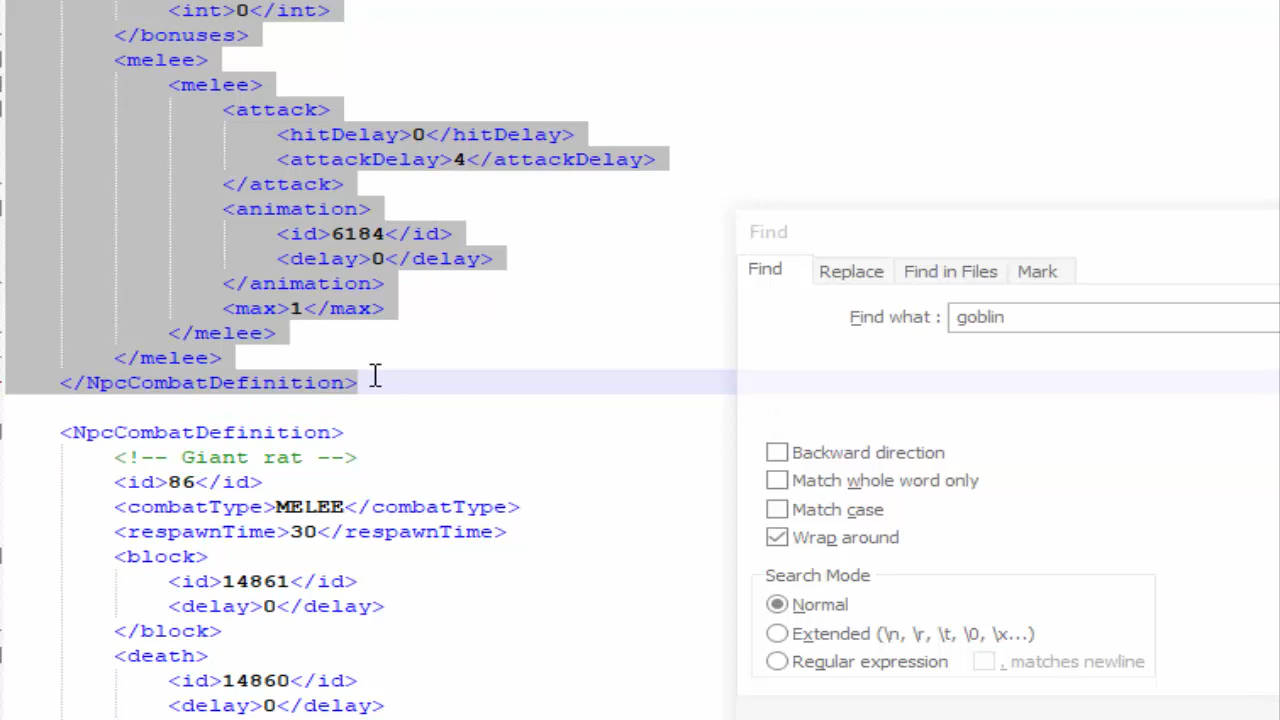 <int>0</int>
</bonuses>
<melee>
<melee>
<attack>
<hitDelay>0</hitDelay>
<attackDelay>4</attackDelay>
</attack>
<animation>
<id>6184</id>
<delay>0</delay>
</animation>
<max>1</max>
</melee>
</melee>
</NpcCombatDefinition>
<NpcCombatDefinition>
<!-- Giant rat -->
<id>86</id>
<combatType>MELEE</combatType>
<respawnTime>30</respawnTime>
<block>
<id>14861</id>
<delay>0</delay>
</block>
<death>
<id>14860</id>
<delay>0</delay>
Find
Find Replace Find in Files Mark
Find what : goblin
Backward direction
Match whole word only
Match case
Wrap around
Search Mode
Normal
Extended (\n, \r, \t, \0, \x...)
Regular expression . matches newline